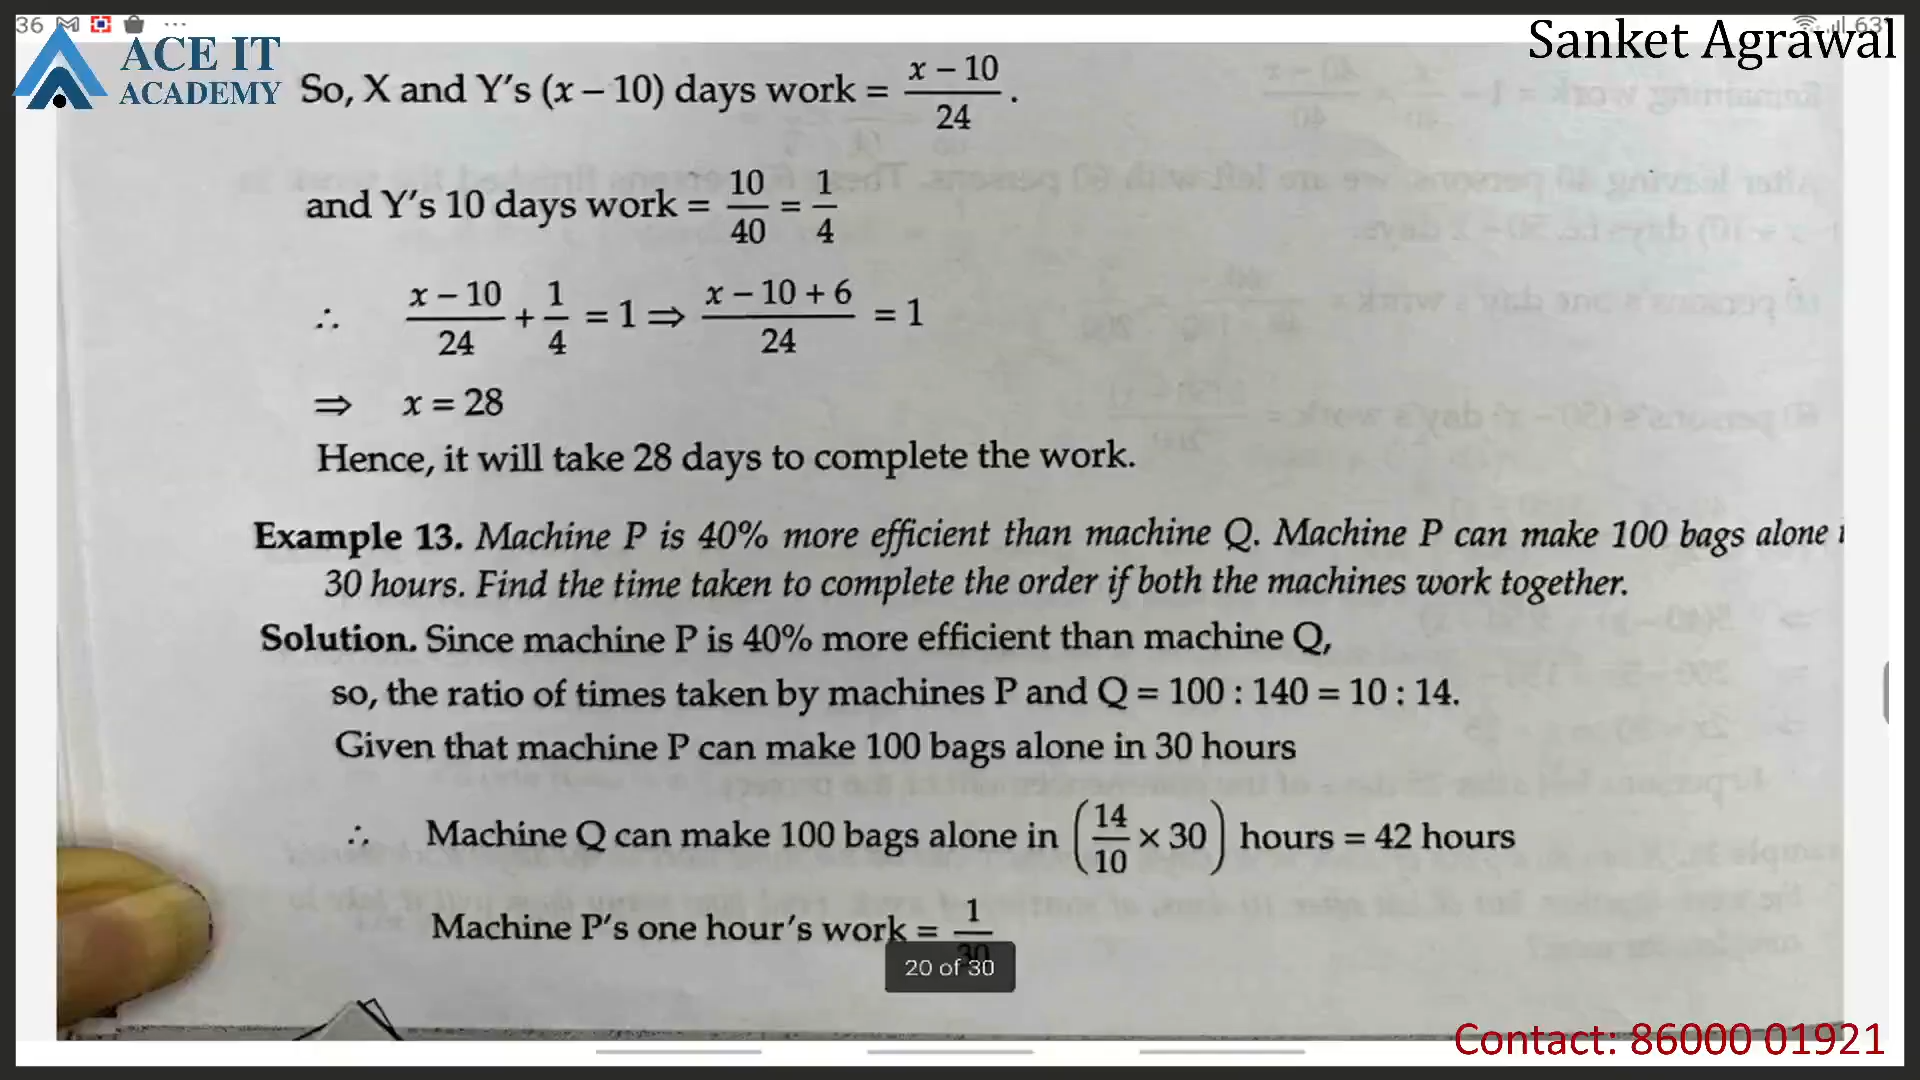 36
ACE IT
ACADEMY
Sanket Agrawal
63
So, X and Y's (x – 10) days work = (x – 10)/24 .
and Y's 10 days work = 10/40 = 1/4
∴ (x – 10)/24 + 1/4 = 1 ⇒ (x – 10 + 6)/24 = 1
⇒ x = 28
Hence, it will take 28 days to complete the work.
Example 13. Machine P is 40% more efficient than machine Q. Machine P can make 100 bags alone
30 hours. Find the time taken to complete the order if both the machines work together.
Solution. Since machine P is 40% more efficient than machine Q,
so, the ratio of times taken by machines P and Q = 100 : 140 = 10 : 14.
Given that machine P can make 100 bags alone in 30 hours
∴ Machine Q can make 100 bags alone in (14/10 × 30) hours = 42 hours
Machine P's one hour's work = 1/30
20 of 30
Contact: 86000 01921